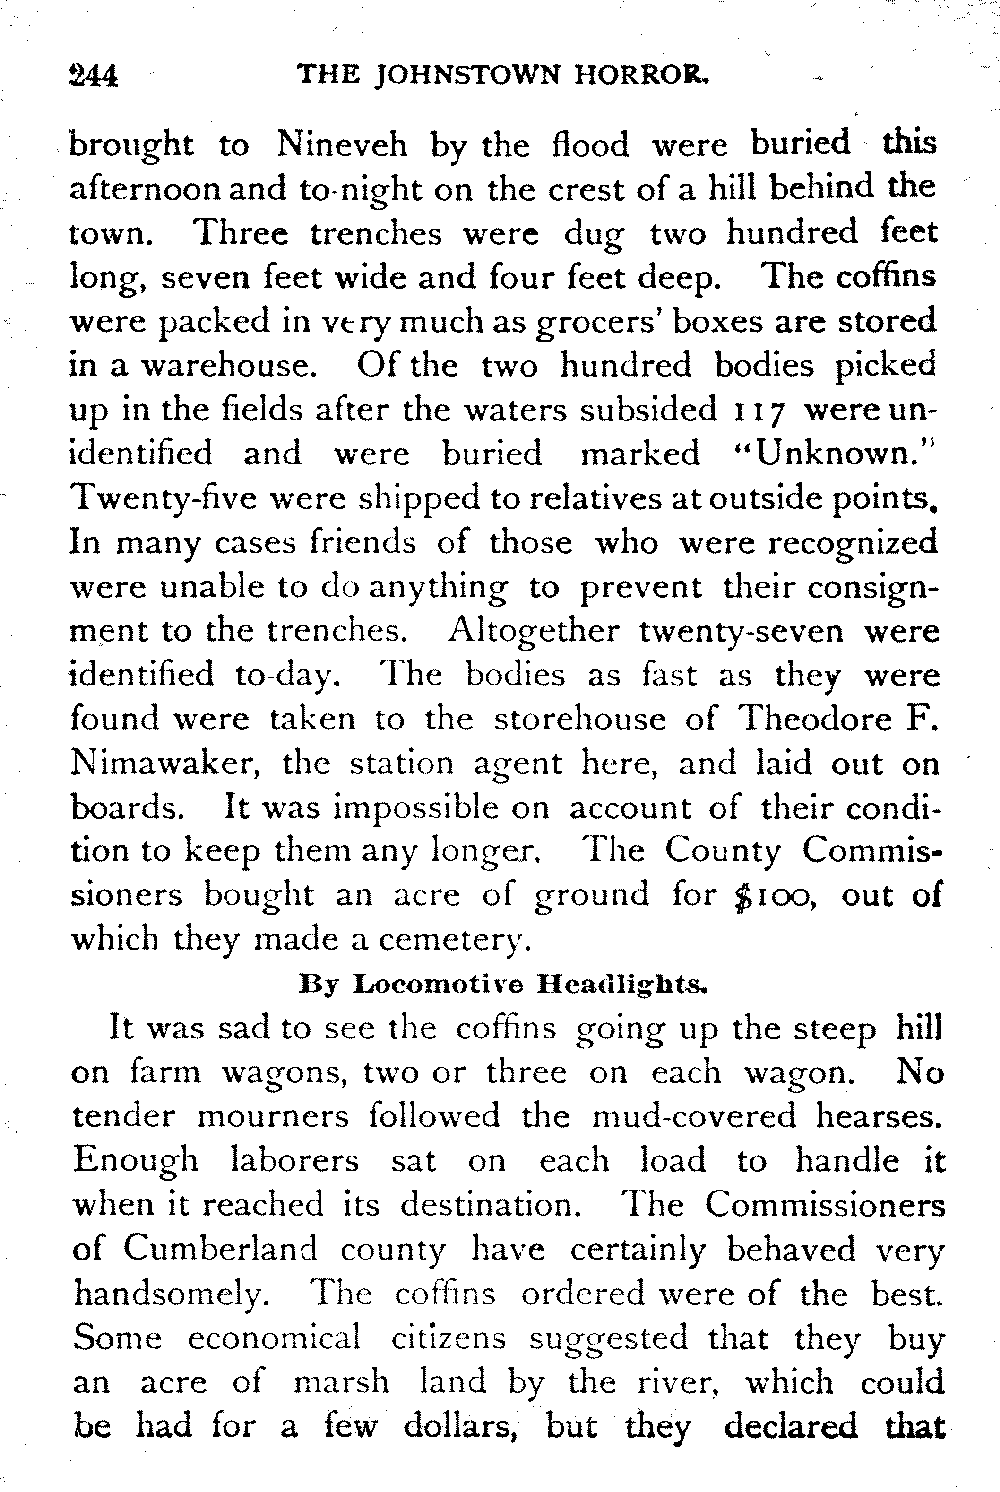 244 THE JOHNSTOWN HORROR.
brought to Nineveh by the flood were buried this
afternoon and to-night on the crest of a hill behind the
town. Three trenches were dug two hundred feet
long, seven feet wide and four feet deep. The coffins
were packed in very much as grocers' boxes are stored
in a warehouse. Of the two hundred bodies picked
up in the fields after the waters subsided 117 were un-
identified and were buried marked "Unknown."
Twenty-five were shipped to relatives at outside points.
In many cases friends of those who were recognized
were unable to do anything to prevent their consign-
ment to the trenches. Altogether twenty-seven were
identified to-day. The bodies as fast as they were
found were taken to the storehouse of Theodore F.
Nimawaker, the station agent here, and laid out on
boards. It was impossible on account of their condi-
tion to keep them any longer. The County Commis-
sioners bought an acre of ground for $100, out of
which they made a cemetery.
By Locomotive Headlights.
It was sad to see the coffins going up the steep hill
on farm wagons, two or three on each wagon. No
tender mourners followed the mud-covered hearses.
Enough laborers sat on each load to handle it
when it reached its destination. The Commissioners
of Cumberland county have certainly behaved very
handsomely. The coffins ordered were of the best.
Some economical citizens suggested that they buy
an acre of marsh land by the river, which could
be had for a few dollars, but they declared that